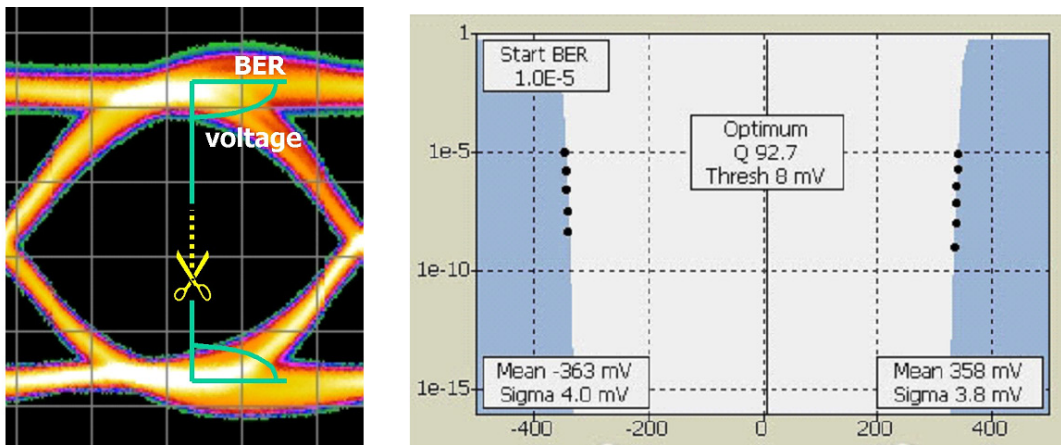 BER
voltage
1
1e-5
1e-10
1e-15
Start BER
1.0E-5
Optimum
Q 92.7
Thresh 8 mV
Mean -363 mV
Sigma 4.0 mV
Mean 358 mV
Sigma 3.8 mV
-400
-200
0
200
400